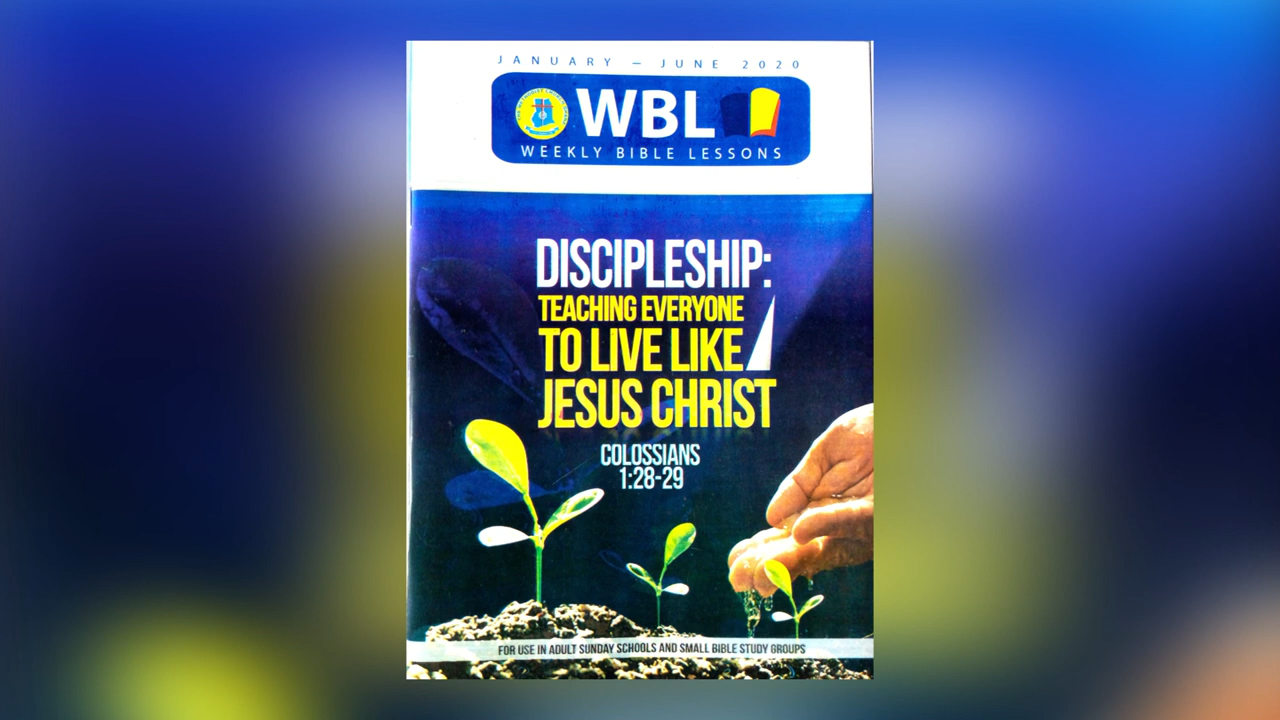 JANUARY – JUNE 2020
WBL
WEEKLY BIBLE LESSONS
DISCIPLESHIP:
TEACHING EVERYONE
TO LIVE LIKE
JESUS CHRIST
COLOSSIANS
1:28-29
FOR USE IN ADULT SUNDAY SCHOOLS AND SMALL BIBLE STUDY GROUPS